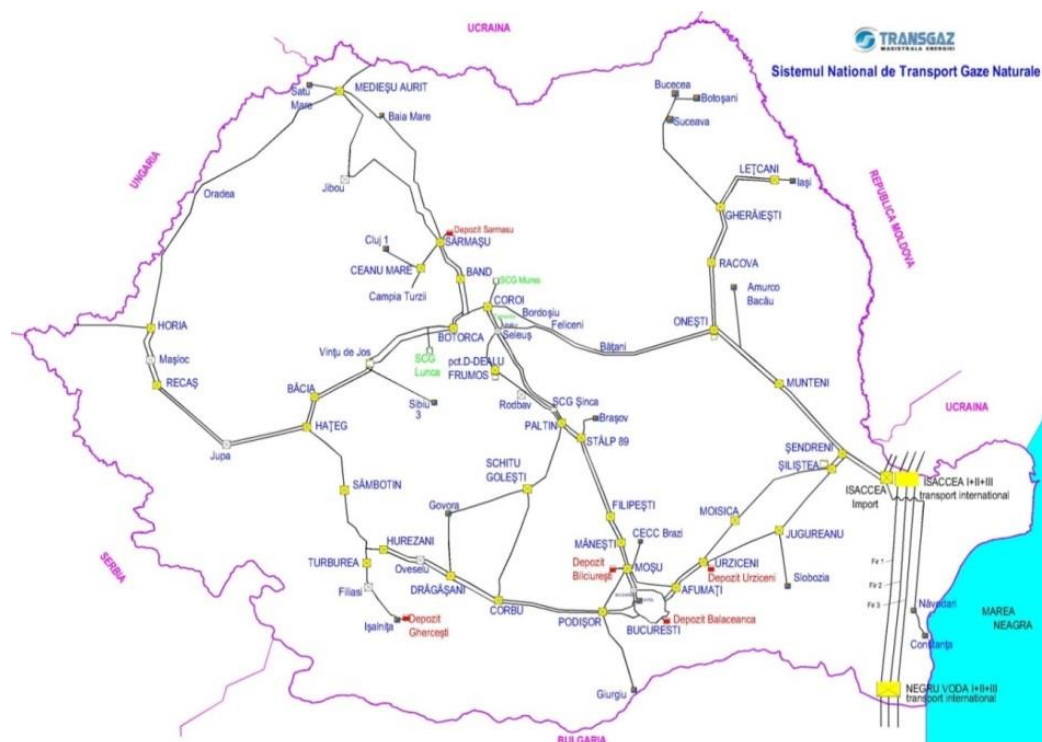 UCRAINA
TRANSGAZ
MAGISTRALA ENERGIEI
Sistemul National de Transport Gaze Naturale
MEDIEŞU AURIT
Satu
Mare
Baia Mare
Bucecea
Botoşani
Suceava
UNGARIA
Oradea
Jibou
LEŢCANI
Iaşi
REPUBLICA MOLDOVA
GHERĂIEŞTI
Depozit Sarmasu
SĂRMAŞU
Cluj 1
CEANU MARE
BAND
Campia Turzii
SCG Mures
RACOVA
Amurco
Bacău
COROI
Bordoşiu
Feliceni
HORIA
BOTORCA
Seleuş
ONEŞTI
Băţani
Maşloc
Vinţu de Jos
SCG
Lunca
pct.D-DEALU
FRUMOS
RECAŞ
BĂCIA
MUNTENI
Sibiu
3
Rodbav
SCG Şinca
Braşov
UCRAINA
HAŢEG
PALTIN
STÂLP 89
Jupa
ŞENDRENI
SCHITU
GOLEŞTI
ŞILIŞTEA
ISACCEA
Import
ISACCEA I+II+III
transport international
SÂMBOTIN
Govora
FILIPEŞTI
MOISICA
JUGUREANU
MĂNEŞTI
CECC Brazi
SERBIA
HUREZANI
TURBUREA
Oveselu
Depozit
Bilciureşti
MOŞU
URZICENI
Depozit Urziceni
Fir 1
Fir 2
Fir 3
Filiasi
DRĂGĂŞANI
Slobozia
AFUMAŢI
CORBU
PODIŞOR
BUCURESTI
Depozit Balaceanca
Năvodari
MAREA
NEAGRA
Işalniţa
Depozit
Gherceşti
Constanţa
Giurgiu
NEGRU VODA I+II+III
transport international
BULGARIA